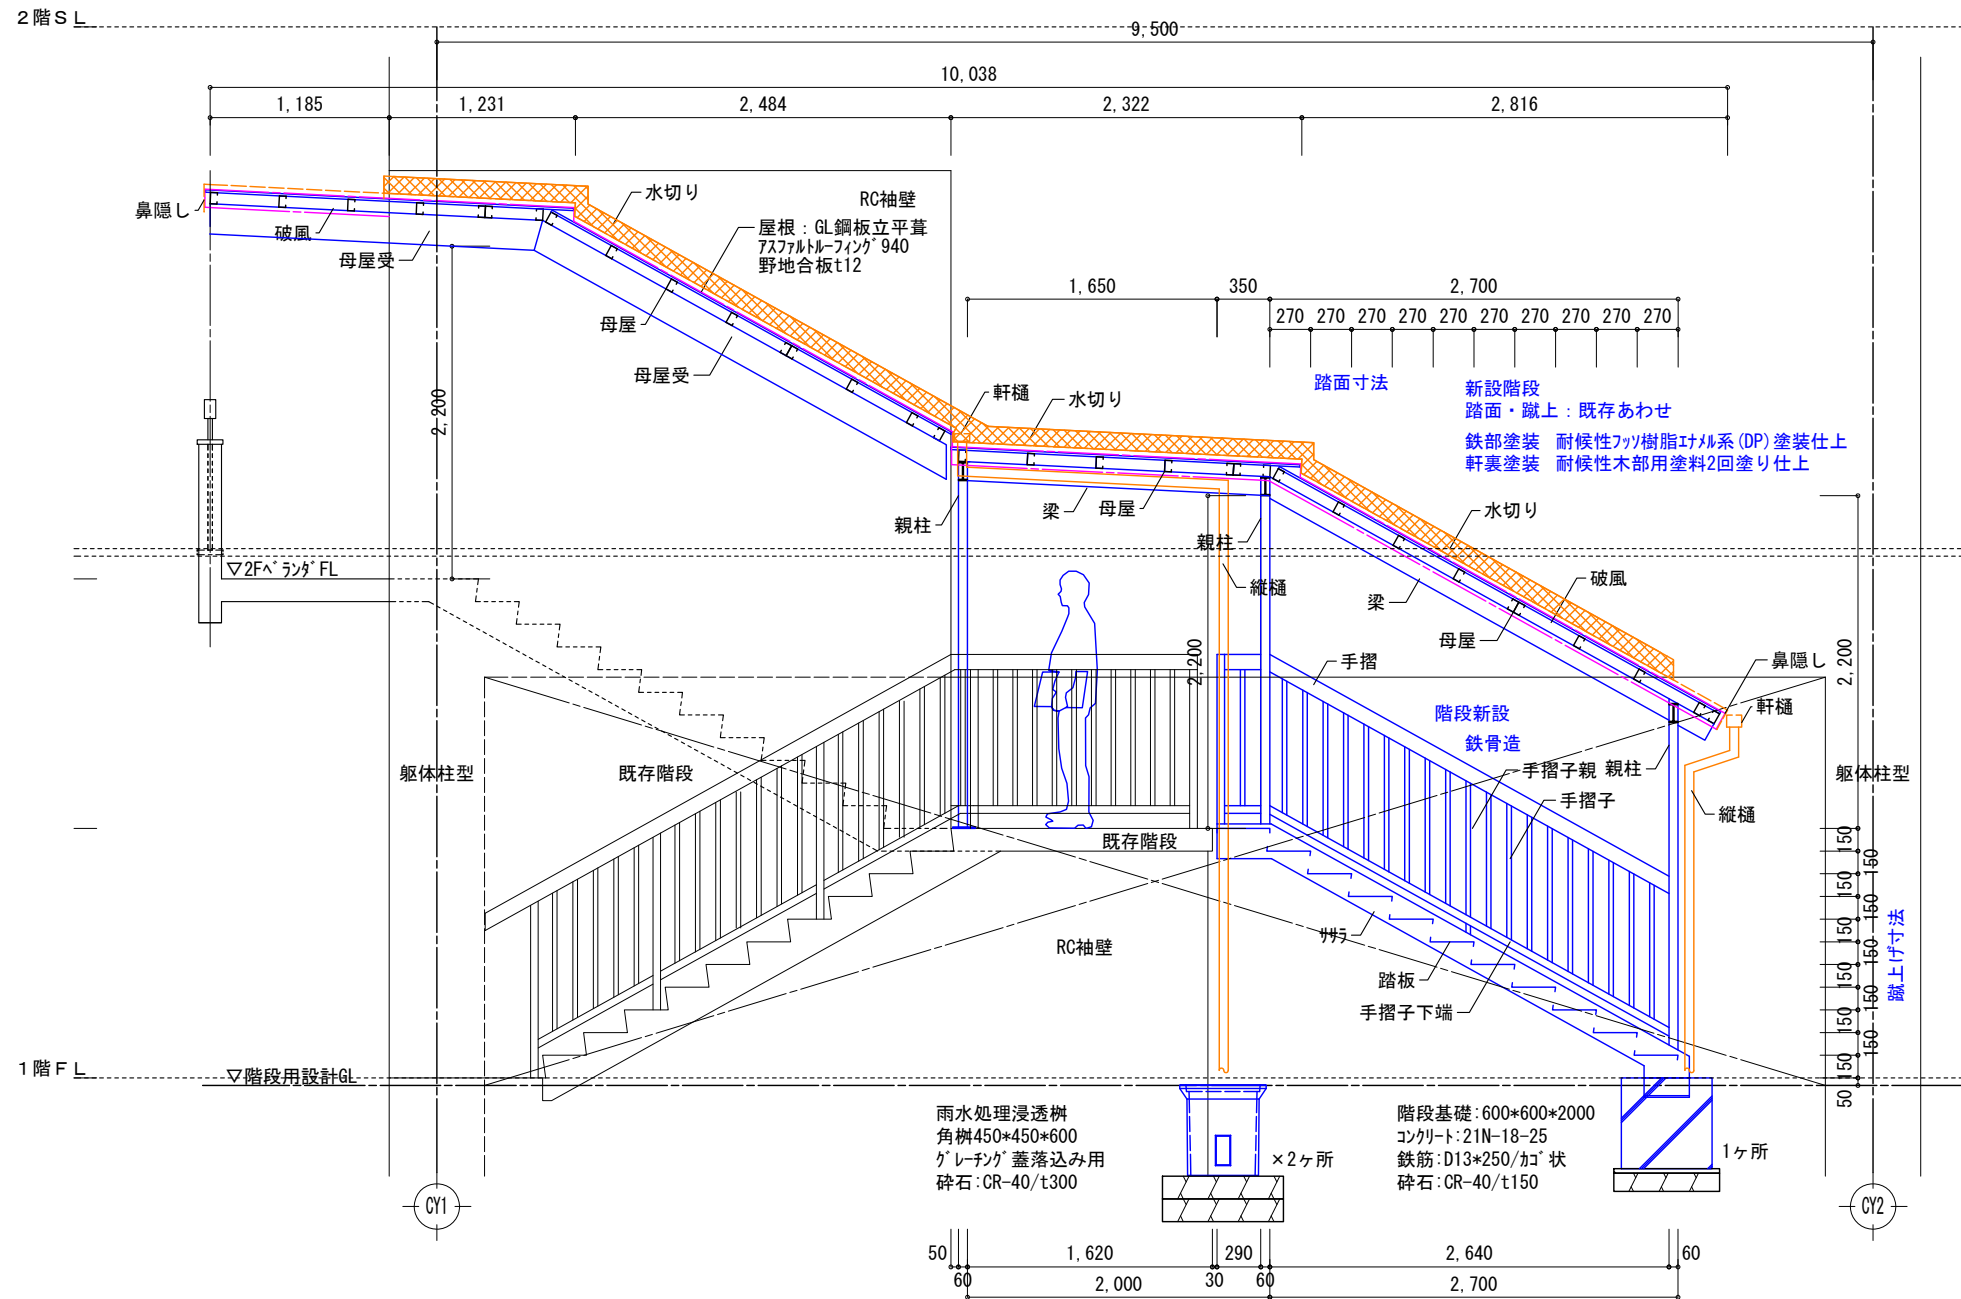 ２階ＳＬ
9,500
10,038
1,185
1,231
2,484
2,322
2,816
水切り
RC袖壁
鼻隠し
破風
母屋受
屋根：GL鋼板立平葺
ｱｽﾌｧﾙﾄﾙｰﾌｨﾝｸﾞ940
野地合板t12
母屋
母屋受
2,200
1,650
350
2,700
270
270
270
270
270
270
270
270
270
270
踏面寸法
新設階段
踏面・蹴上：既存あわせ
鉄部塗装　耐候性ﾌｯｿ樹脂ｴﾅﾒﾙ系(DP)塗装仕上
軒裏塗装　耐候性木部用塗料2回塗り仕上
軒樋
水切り
親柱
梁
母屋
親柱
水切り
▽2FﾍﾞﾗﾝﾀﾞFL
縦樋
破風
梁
母屋
2,200
2,200
手摺
鼻隠し
軒樋
階段新設
鉄骨造
躯体柱型
既存階段
手摺子親
親柱
躯体柱型
手摺子
縦樋
既存階段
150
150
150
150
150
150
150
150
150
150
150
50
蹴上げ寸法
RC袖壁
ｻｻﾗ
踏板
手摺子下端
１階ＦＬ
▽階段用設計GL
雨水処理浸透桝
角桝450*450*600
ｸﾞﾚｰﾁﾝｸﾞ蓋落込み用
砕石:CR-40/t300
×2ヶ所
階段基礎:600*600*2000
ｺﾝｸﾘｰﾄ:21N-18-25
鉄筋:D13*250/ｶｺﾞ状
砕石:CR-40/t150
1ヶ所
CY1
CY2
50
60
1,620
30
290
60
2,640
60
2,000
2,700